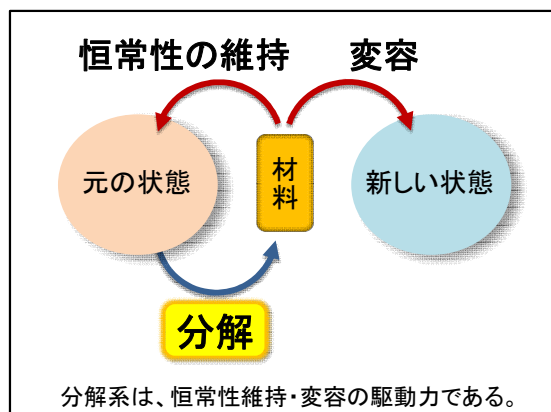 恒常性の維持 変容
元の状態
材料
新しい状態
分解
分解系は、恒常性維持・変容の駆動力である。